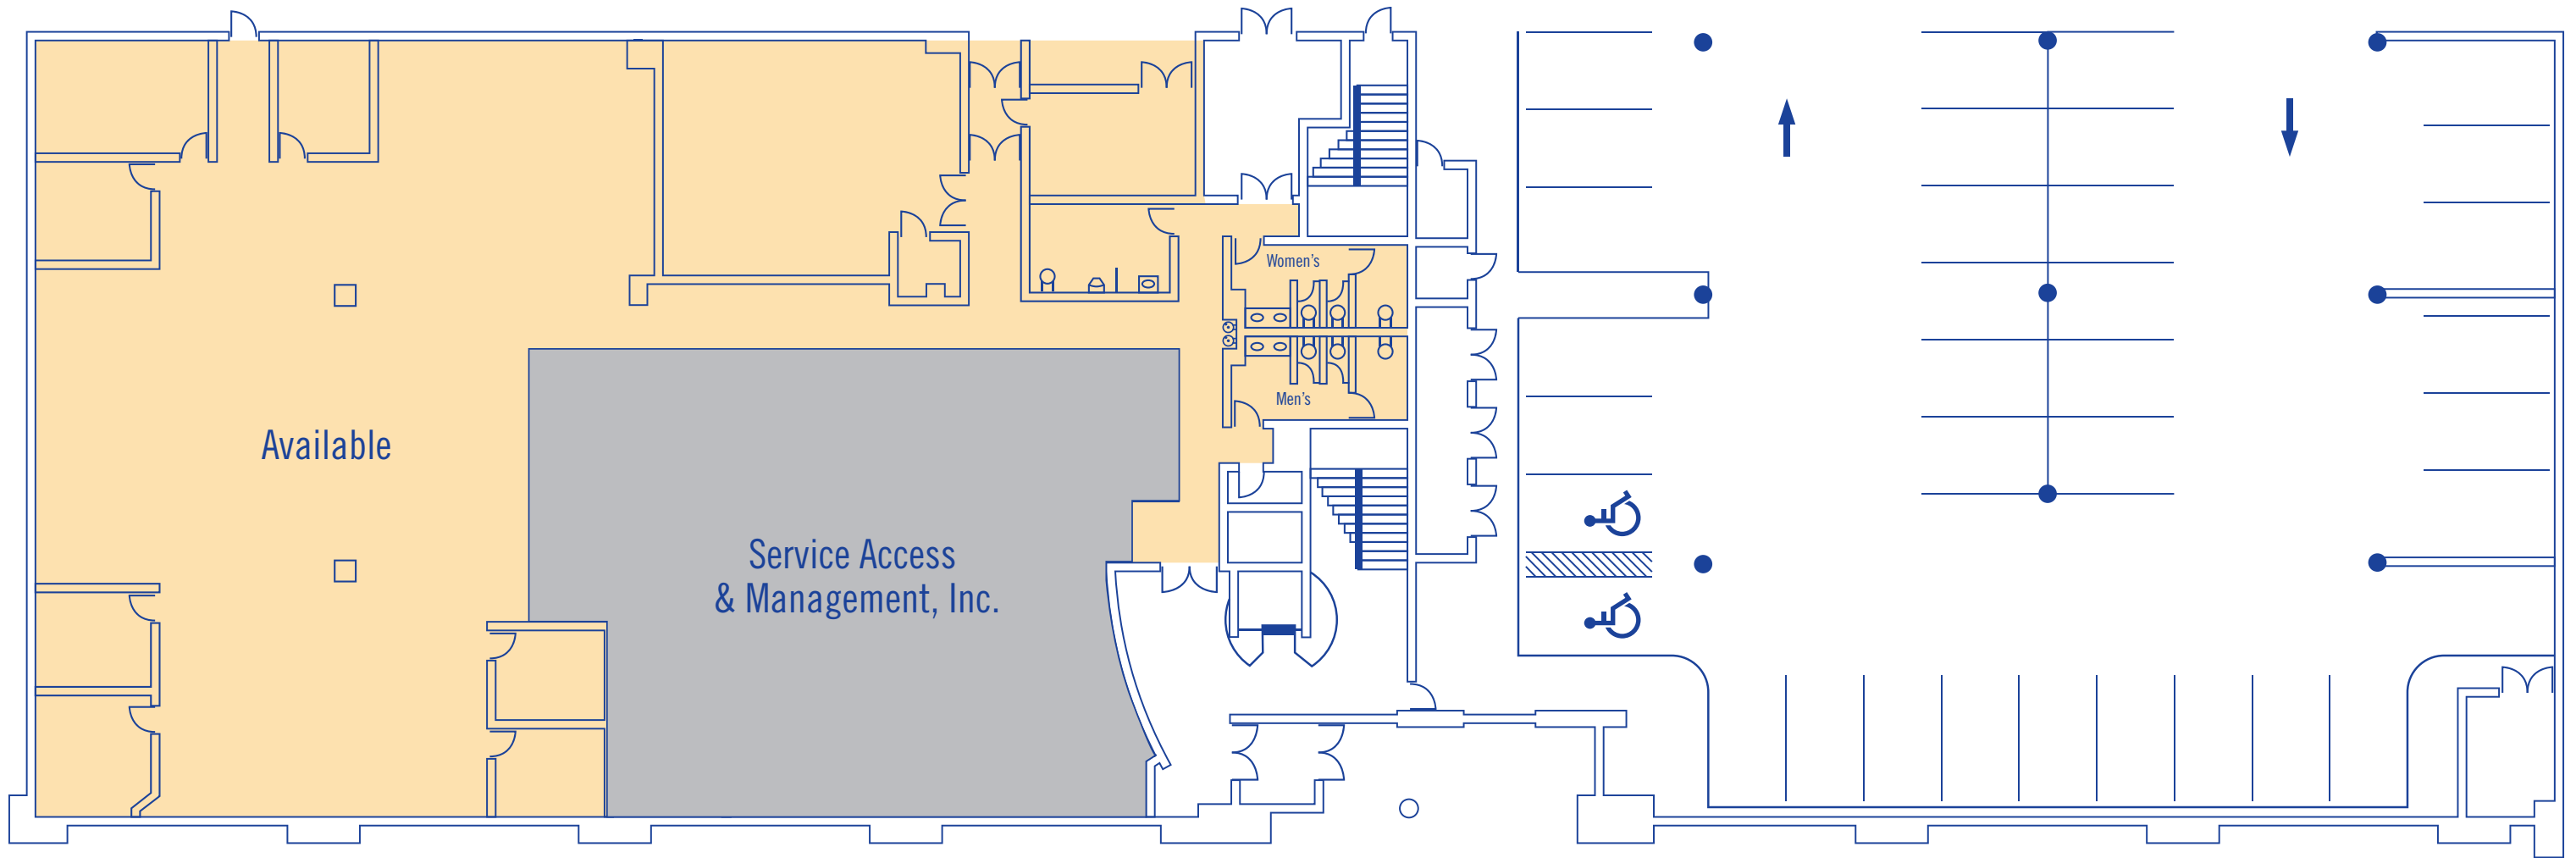 Women's
Men's
Available
Service Access
& Management, Inc.